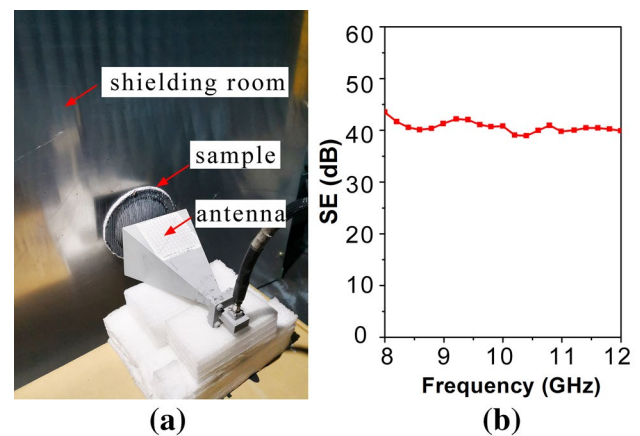 shielding room
sample
antenna
(a)
60
50
40
30
20
10
0
SE (dB)
8 9 10 11 12
Frequency (GHz)
(b)